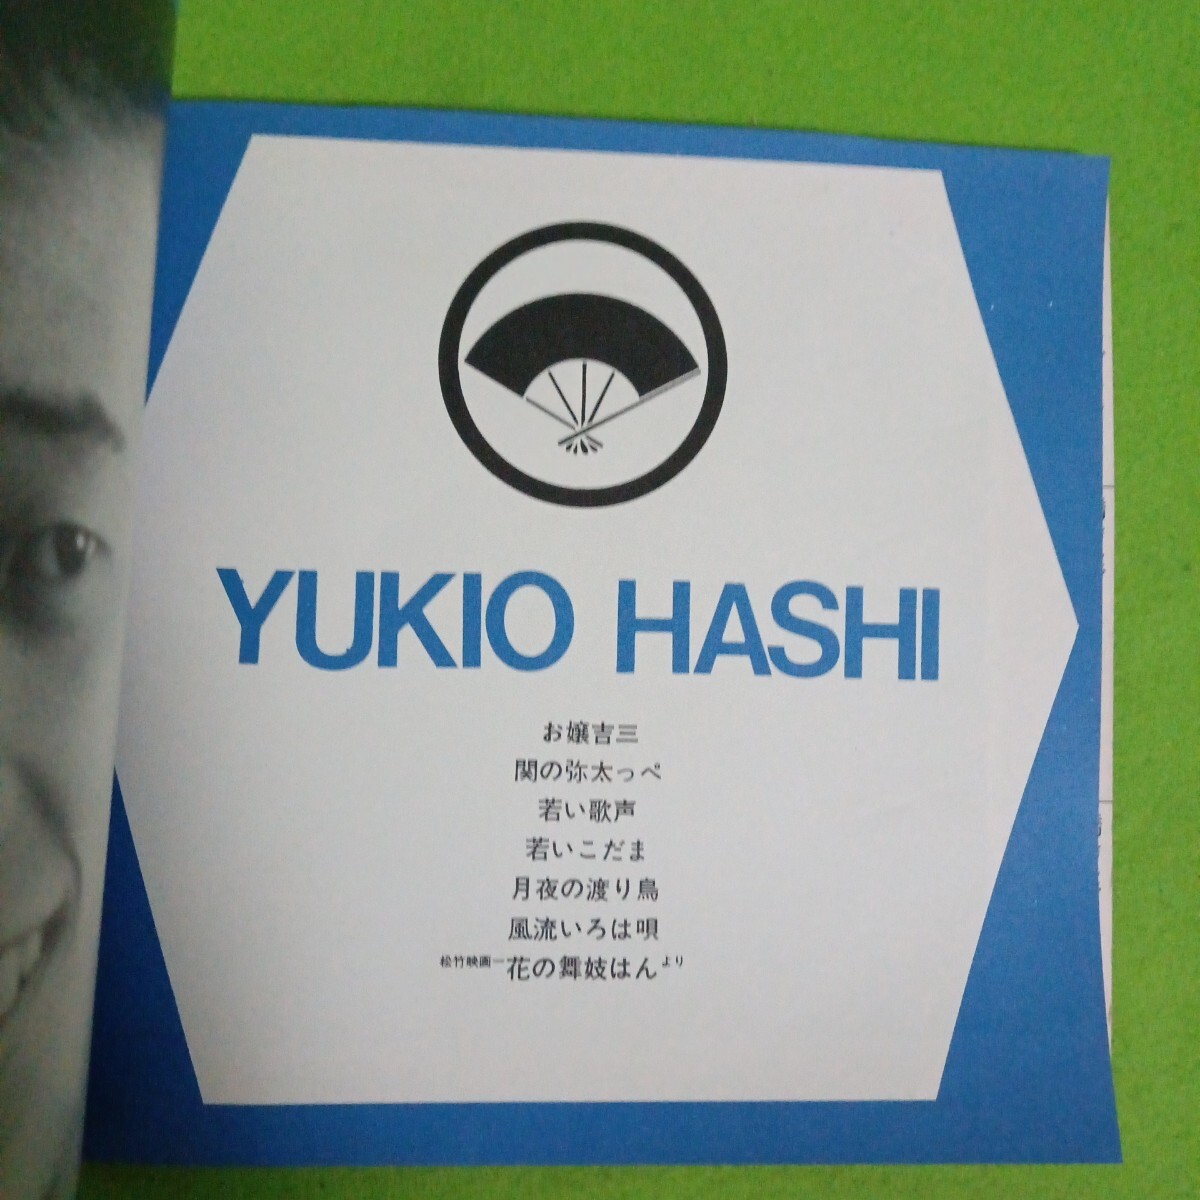 YUKIO HASHI
お嬢吉三
関の弥太っぺ
若い歌声
若いこだま
月夜の渡り鳥
風流いろは唄
松竹映画―花の舞妓はんより